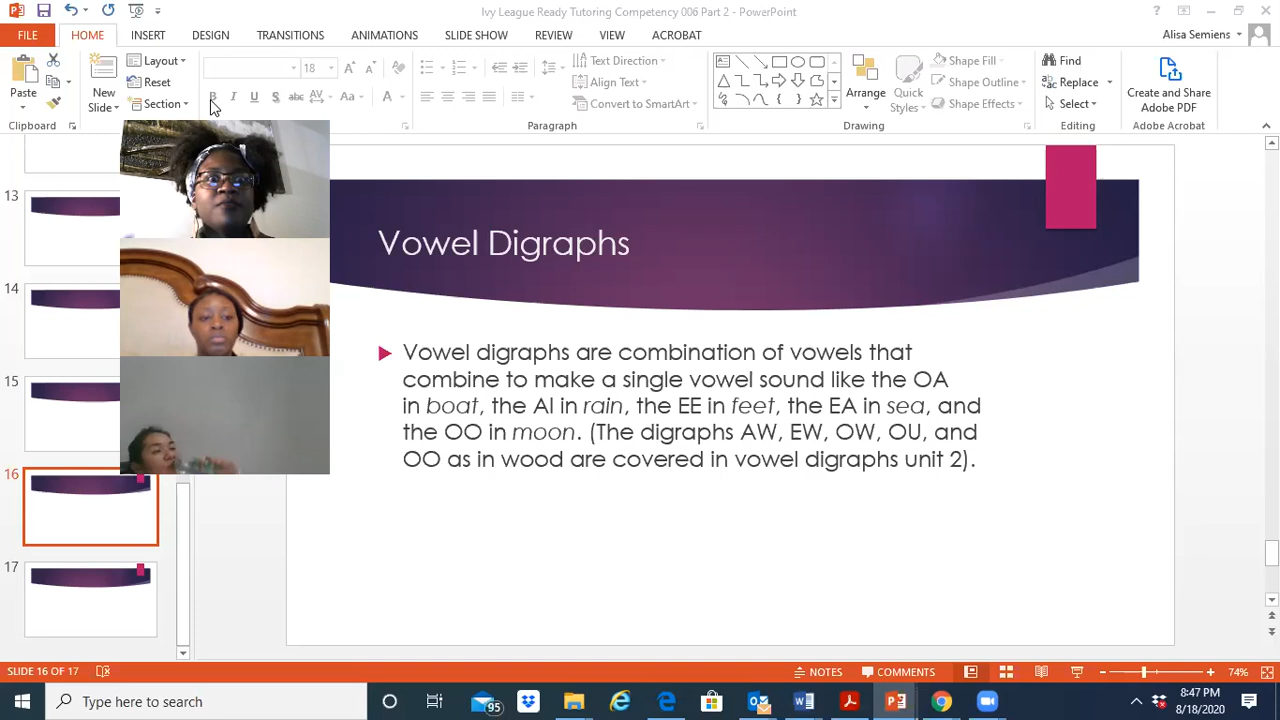 Ivy League Ready Tutoring Competency 006 Part 2 - PowerPoint
?
FILE HOME INSERT DESIGN TRANSITIONS ANIMATIONS SLIDE SHOW REVIEW VIEW ACROBAT Alisa Semiens
Paste
New Slide
Layout
Reset
Section
18
B I U S abc AV Aa A
Text Direction
Align Text
Convert to SmartArt
Arrange
Quick Styles
Shape Fill
Shape Outline
Shape Effects
Find
Replace
Select
Create and Share
Adobe PDF
Clipboard Paragraph Drawing Editing Adobe Acrobat
13
14
15
16
17
Vowel Digraphs
Vowel digraphs are combination of vowels that
combine to make a single vowel sound like the OA
in boat, the AI in rain, the EE in feet, the EA in sea, and
the OO in moon. (The digraphs AW, EW, OW, OU, and
OO as in wood are covered in vowel digraphs unit 2).
SLIDE 16 OF 17 NOTES COMMENTS 74%
Type here to search
95
8:47 PM
8/18/2020